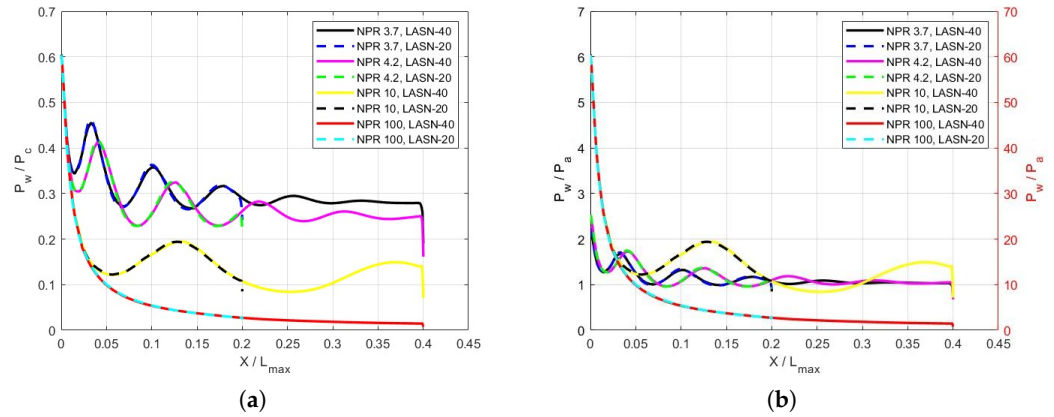 0.7
0.6
0.5
0.4
0.3
0.2
0.1
0
P_w / P_c
0
0.05
0.1
0.15
0.2
0.25
0.3
0.35
0.4
0.45
X / L_max
NPR 3.7, LASN-40
NPR 3.7, LASN-20
NPR 4.2, LASN-40
NPR 4.2, LASN-20
NPR 10, LASN-40
NPR 10, LASN-20
NPR 100, LASN-40
NPR 100, LASN-20
(a)
7
6
5
4
3
2
1
0
P_w / P_a
0
0.05
0.1
0.15
0.2
0.25
0.3
0.35
0.4
0.45
X / L_max
NPR 3.7, LASN-40
NPR 3.7, LASN-20
NPR 4.2, LASN-40
NPR 4.2, LASN-20
NPR 10, LASN-40
NPR 10, LASN-20
NPR 100, LASN-40
NPR 100, LASN-20
70
60
50
40
30
20
10
0
P_w / P_a
(b)